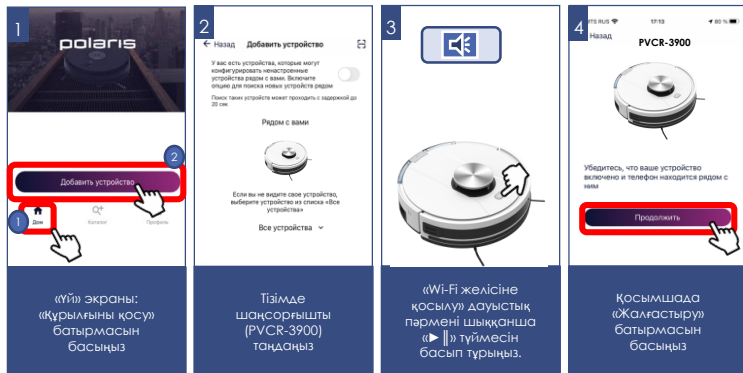 1
polaris
2
Добавить устройство
1
Дом
Каталог
Профиль
«Үй» экраны:
«Құрылғыны қосу»
батырмасын
басыңыз
2
← Назад Добавить устройство
У вас есть устройства, которые могут
конфигурировать ненастроенные
устройства рядом с вами. Включите
опцию для поиска новых устройств рядом
Поиск таких устройств может проходить с задержкой до
20 сек
Рядом с вами
Если вы не видите свое устройство,
выберите устройство из списка «Все
устройства»
Все устройства
Тізімде
шаңсорғышты
(PVCR-3900)
таңдаңыз
3
«Wi-Fi желісіне
қосылу» дауыстық
пәрмені шыққанша
«►║» түймесін
басып тұрыңыз.
4
MTS RUS 17:13 80 %
Назад
PVCR-3900
Убедитесь, что ваше устройство
включено и телефон находится рядом с
ним
Продолжить
Қосымшада
«Жалғастыру»
батырмасын
басыңыз